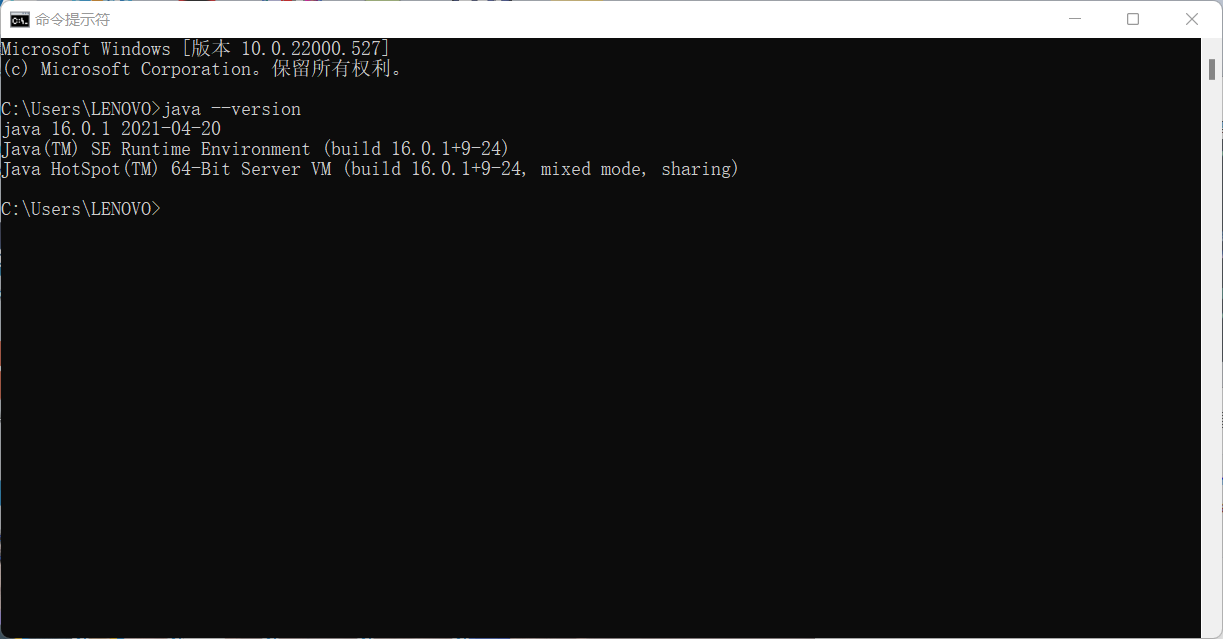 命令提示符
Microsoft Windows [版本 10.0.22000.527]
(c) Microsoft Corporation。保留所有权利。
C:\Users\LENOVO>java --version
java 16.0.1 2021-04-20
Java(TM) SE Runtime Environment (build 16.0.1+9-24)
Java HotSpot(TM) 64-Bit Server VM (build 16.0.1+9-24, mixed mode, sharing)
C:\Users\LENOVO>